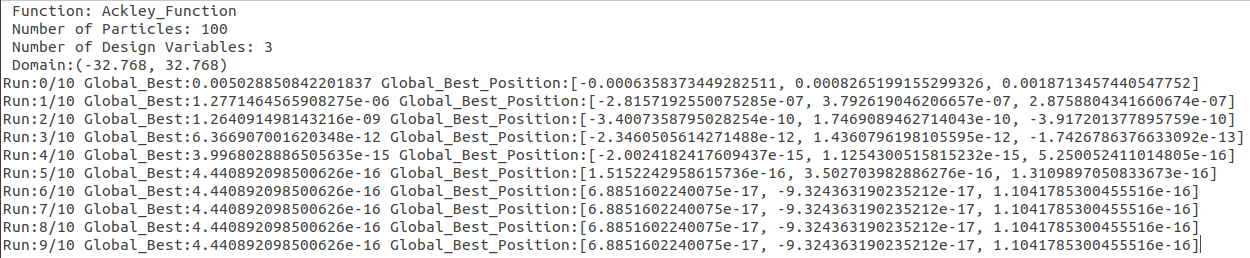 Function: Ackley_Function
Number of Particles: 100
Number of Design Variables: 3
Domain:(-32.768, 32.768)
Run:0/10 Global_Best:0.0050288508422018​37 Global_Best_Position:[-0.0006358373449282511, 0.0008265199155299326, 0.0018713457440547752]
Run:1/10 Global_Best:1.2771464565908275e-06 Global_Best_Position:[-2.8157192550075285e-07, 3.792619046206657e-07, 2.8758804341660674e-07]
Run:2/10 Global_Best:1.264091498143216e-09 Global_Best_Position:[-3.4007358795028254e-10, 1.7469089462714043e-10, -3.917201377895759e-10]
Run:3/10 Global_Best:6.366907001620348e-12 Global_Best_Position:[-2.3460505614271488e-12, 1.4360796198105595e-12, -1.7426786376633092e-13]
Run:4/10 Global_Best:3.9968028886505635e-15 Global_Best_Position:[-2.0024182417609437e-15, 1.1254300515815232e-15, 5.250052411014805e-16]
Run:5/10 Global_Best:4.440892098500626e-16 Global_Best_Position:[1.5152242958615736e-16, 3.502703982886276e-16, 1.3109897050833673e-16]
Run:6/10 Global_Best:4.440892098500626e-16 Global_Best_Position:[6.8851602240075e-17, -9.324363190235212e-17, 1.1041785300455516e-16]
Run:7/10 Global_Best:4.440892098500626e-16 Global_Best_Position:[6.8851602240075e-17, -9.324363190235212e-17, 1.1041785300455516e-16]
Run:8/10 Global_Best:4.440892098500626e-16 Global_Best_Position:[6.8851602240075e-17, -9.324363190235212e-17, 1.1041785300455516e-16]
Run:9/10 Global_Best:4.440892098500626e-16 Global_Best_Position:[6.8851602240075e-17, -9.324363190235212e-17, 1.1041785300455516e-16]